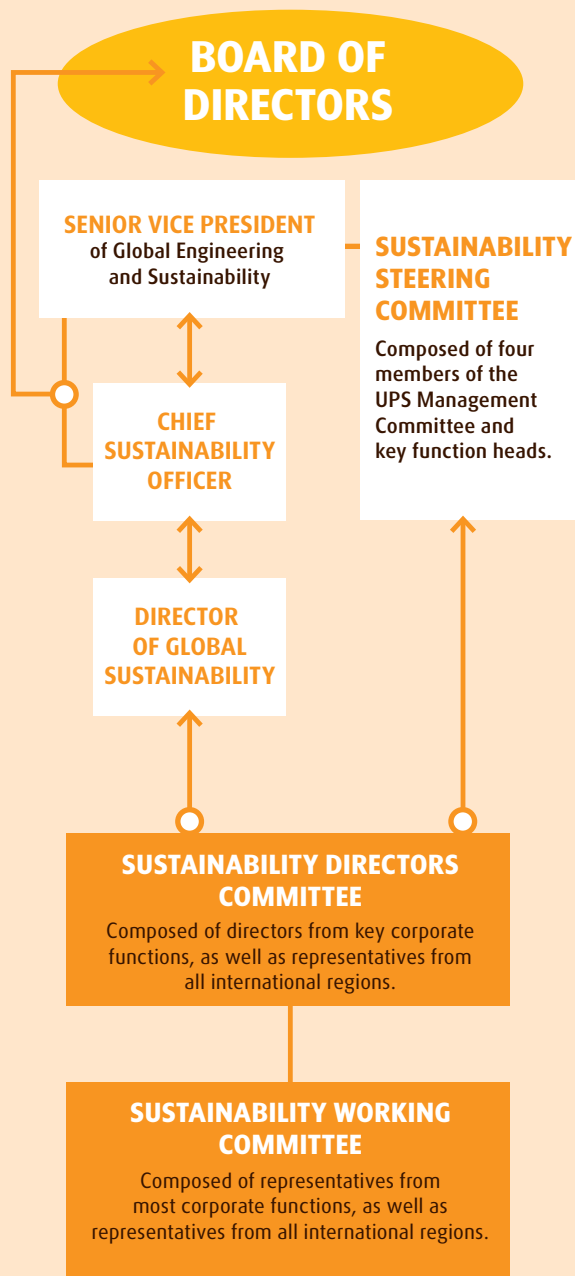 BOARD OF
DIRECTORS
SENIOR VICE PRESIDENT
of Global Engineering
and Sustainability
SUSTAINABILITY
STEERING
COMMITTEE
Composed of four
members of the
UPS Management
Committee and
key function heads.
CHIEF
SUSTAINABILITY
OFFICER
DIRECTOR
OF GLOBAL
SUSTAINABILITY
SUSTAINABILITY DIRECTORS
COMMITTEE
Composed of directors from key corporate
functions, as well as representatives from
all international regions.
SUSTAINABILITY WORKING
COMMITTEE
Composed of representatives from
most corporate functions, as well as
representatives from all international regions.